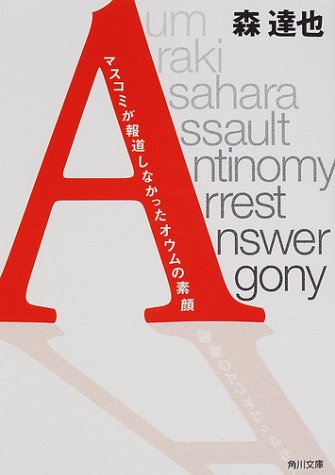 森 達也
A
um
raki
sahara
ssault
ntinomy
rrest
nswer
gony
マスコミが報道しなかったオウムの素顔
角川文庫